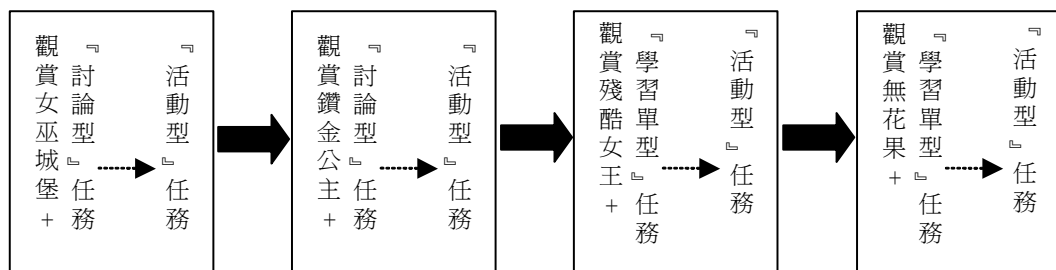 觀賞女巫城堡+
『討論型』任務
『活動型』任務
觀賞鑽金公主+
『討論型』任務
『活動型』任務
觀賞殘酷女王+
『學習單型』任務
『活動型』任務
觀賞無花果+
『學習單型』任務
『活動型』任務